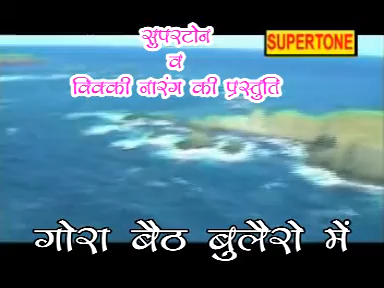 सुपरटोन
SUPERTONE
व
विक्की नारंग की प्रस्तुति
गोरा बैठ बुलैरो में